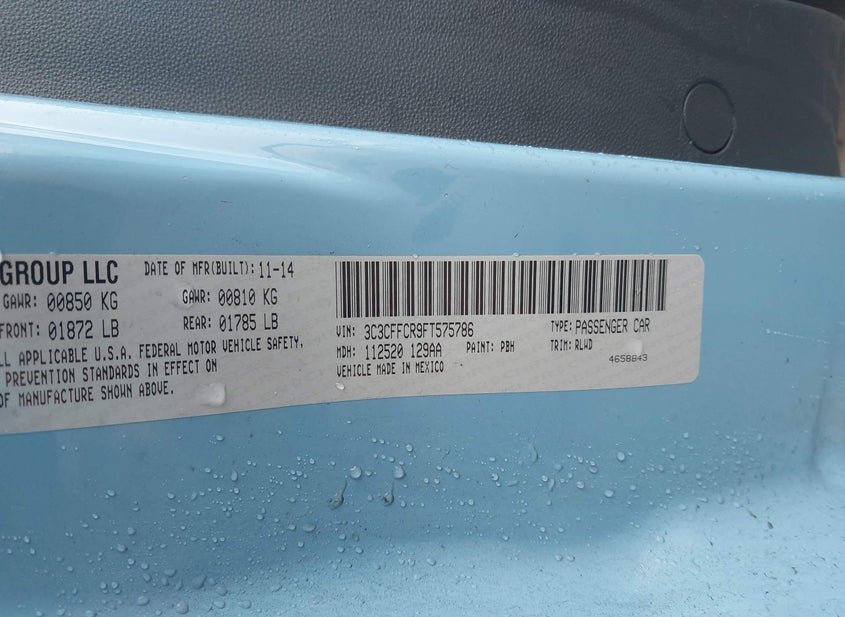 GROUP LLC DATE OF MFR(BUILT): 11-14
GAWR: 00850 KG GAWR: 00810 KG
FRONT: 01872 LB REAR: 01785 LB
ALL APPLICABLE U.S.A. FEDERAL MOTOR VEHICLE SAFETY,
PREVENTION STANDARDS IN EFFECT ON
OF MANUFACTURE SHOWN ABOVE.
VIN: 3C3CFFCR9FT575786 TYPE: PASSENGER CAR
MDH: 112520 129AA PAINT: PBH TRIM: RLWD
VEHICLE MADE IN MEXICO 4658843